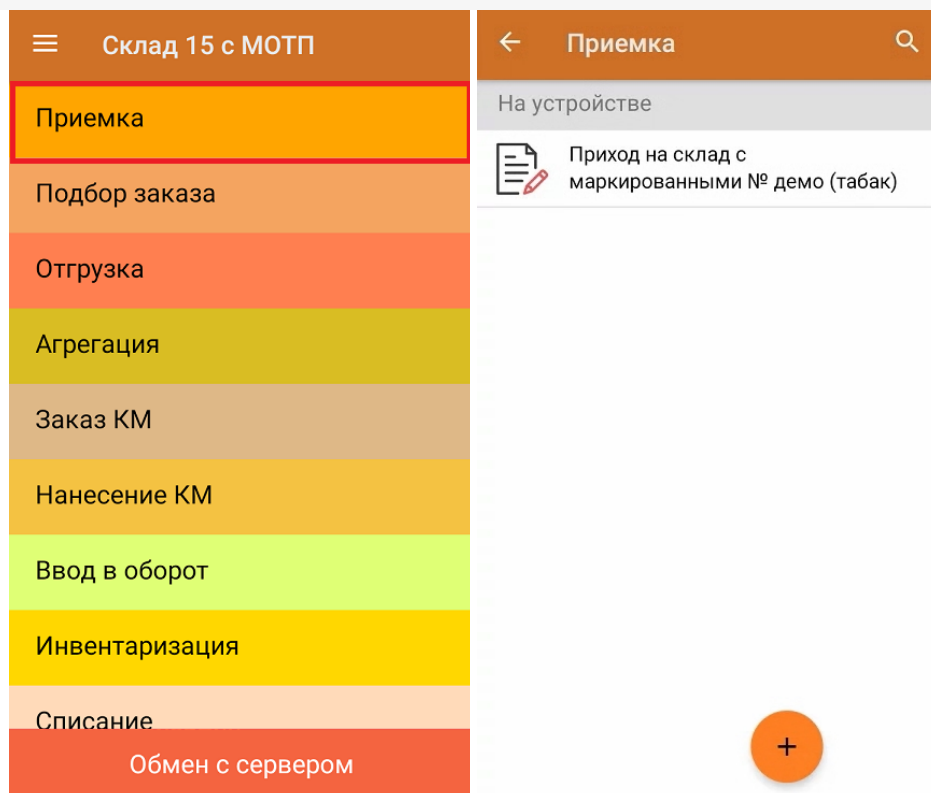 Склад 15 с МОТП
Приемка
Подбор заказа
Отгрузка
Агрегация
Заказ КМ
Нанесение КМ
Ввод в оборот
Инвентаризация
Списание
Обмен с сервером
Приемка
На устройстве
Приход на склад с
маркированными № демо (табак)
+